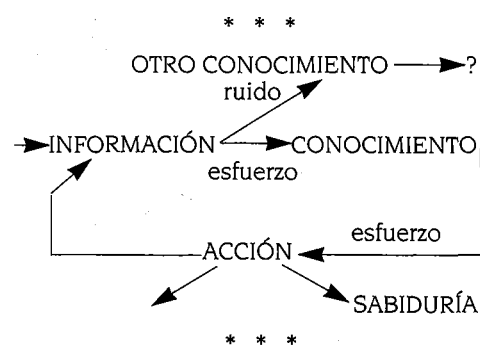 * * *
OTRO CONOCIMIENTO ?
ruido
INFORMACIÓN CONOCIMIENTO
esfuerzo
esfuerzo
ACCIÓN
SABIDURÍA
* * *